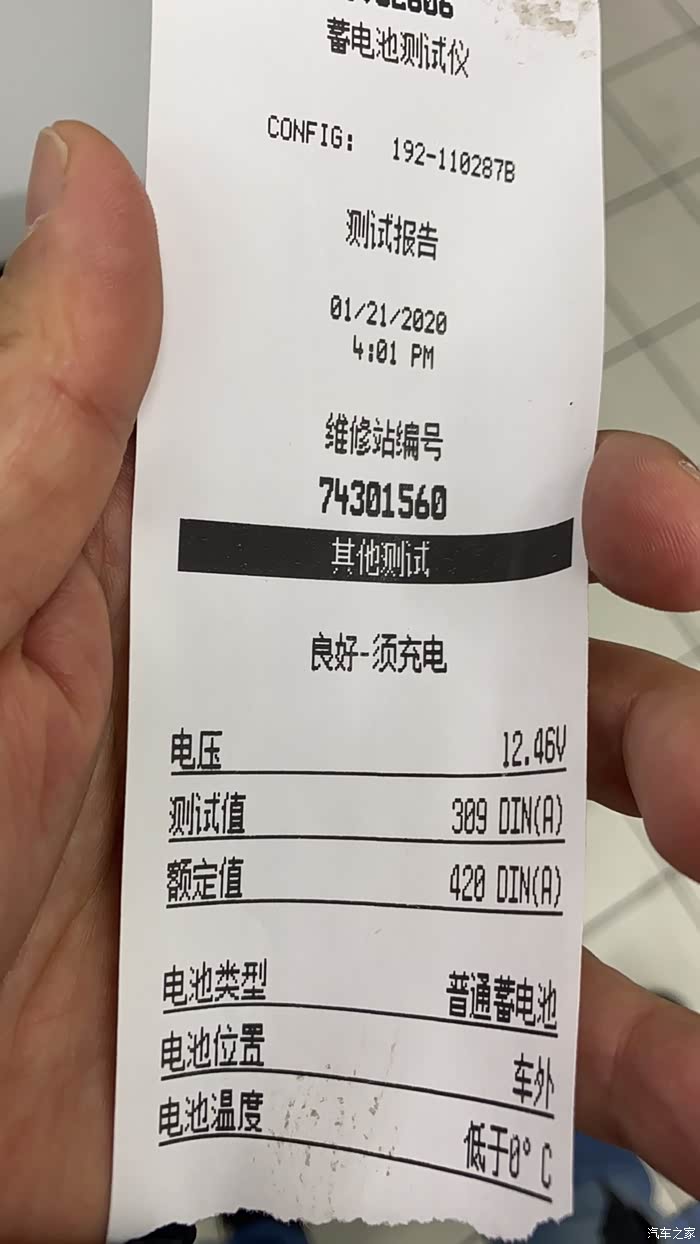 蓄电池测试仪
CONFIG: 192-110287B
测试报告
01/21/2020
4:01 PM
维修站编号
74301560
其他测试
良好-须充电
电压 12.46V
测试值 309 DIN(A)
额定值 420 DIN(A)
电池类型 普通蓄电池
电池位置 车外
电池温度 低于0° C
汽车之家